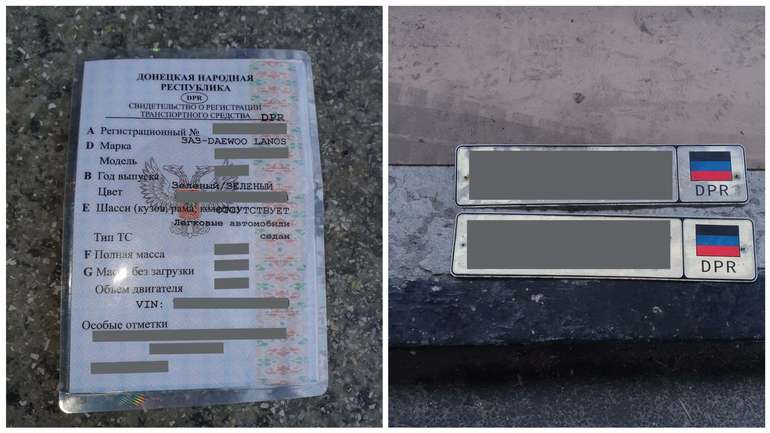 ДОНЕЦКАЯ НАРОДНАЯ
РЕСПУБЛИКА
DPR
СВИДЕТЕЛЬСТВО О РЕГИСТРАЦИИ
ТРАНСПОРТНОГО СРЕДСТВА
DPR
A Регистрационный №
ЗАЗ-DAEWOO LANOS
D Марка
Модель
B Год выпуска
Зеленый/ЗЕЛЕНЫЙ
Цвет
E Шасси (кузов, рама, коляска)
ОТСУТСТВУЕТ
Легковые автомобили
седан
Тип ТС
F Полная масса
G Масса без загрузки
Объем двигателя
VIN:
Особые отметки
DPR
DPR